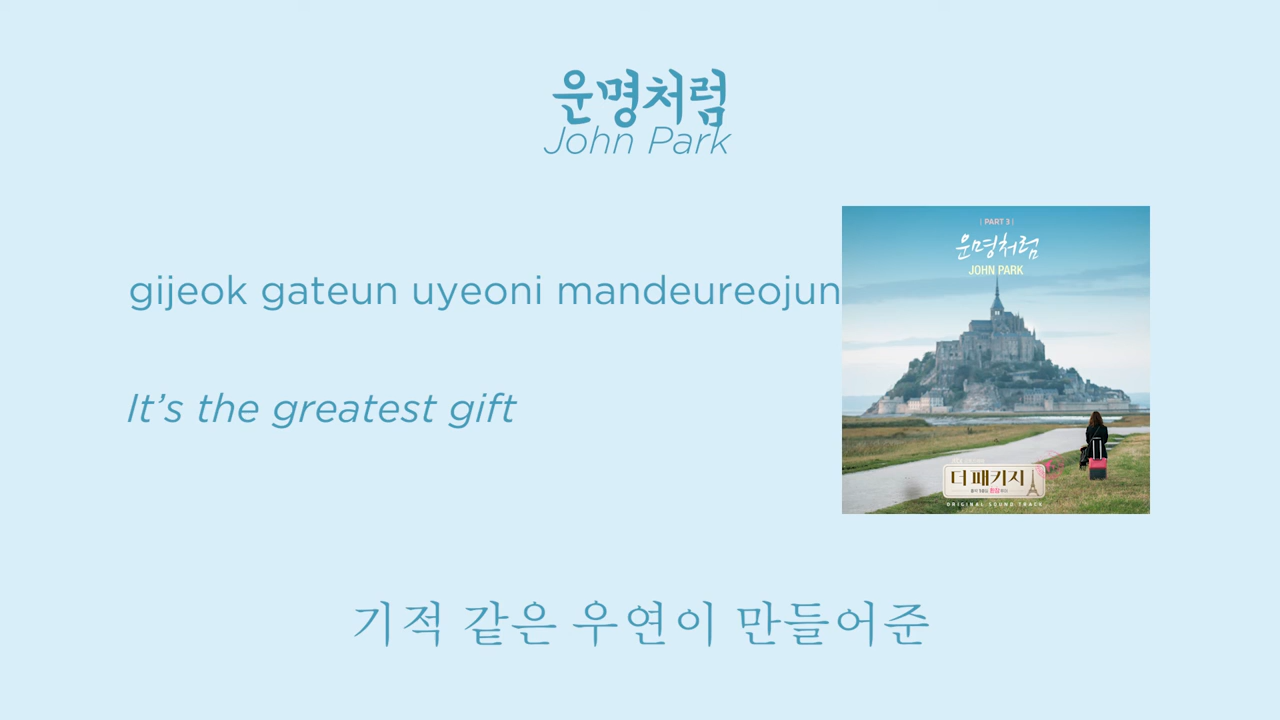 운명처럼
John Park
gijeok gateun uyeoni mandeureojun
It's the greatest gift
| PART 3 |
운명처럼
JOHN PARK
더 패키지
ORIGINAL SOUND TRACK
기적 같은 우연이 만들어준